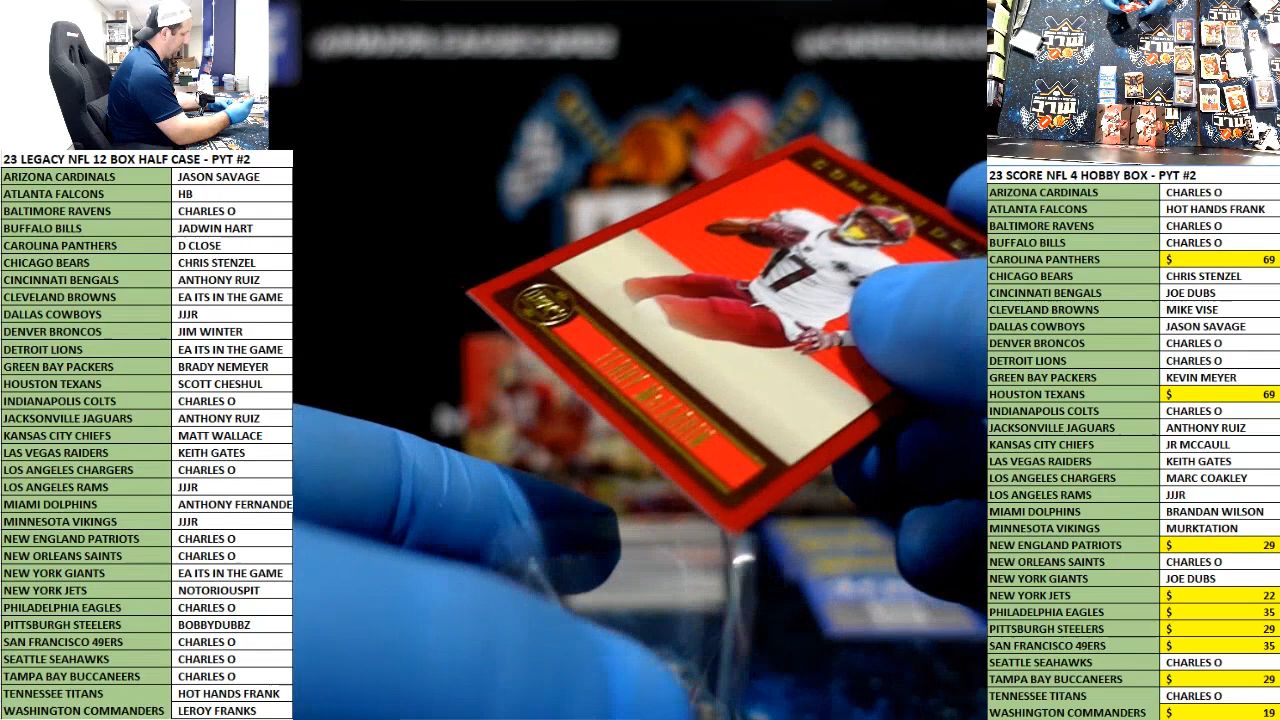 23 LEGACY NFL 12 BOX HALF CASE - PYT #2
ARIZONA CARDINALS JASON SAVAGE
ATLANTA FALCONS HB
BALTIMORE RAVENS CHARLES O
BUFFALO BILLS JADWIN HART
CAROLINA PANTHERS D CLOSE
CHICAGO BEARS CHRIS STENZEL
CINCINNATI BENGALS ANTHONY RUIZ
CLEVELAND BROWNS EA ITS IN THE GAME
DALLAS COWBOYS JJJR
DENVER BRONCOS JIM WINTER
DETROIT LIONS EA ITS IN THE GAME
GREEN BAY PACKERS BRADY NEMEYER
HOUSTON TEXANS SCOTT CHESHUL
INDIANAPOLIS COLTS CHARLES O
JACKSONVILLE JAGUARS ANTHONY RUIZ
KANSAS CITY CHIEFS MATT WALLACE
LAS VEGAS RAIDERS KEITH GATES
LOS ANGELES CHARGERS CHARLES O
LOS ANGELES RAMS JJJR
MIAMI DOLPHINS ANTHONY FERNANDE
MINNESOTA VIKINGS JJJR
NEW ENGLAND PATRIOTS CHARLES O
NEW ORLEANS SAINTS CHARLES O
NEW YORK GIANTS EA ITS IN THE GAME
NEW YORK JETS NOTORIOUSPIT
PHILADELPHIA EAGLES CHARLES O
PITTSBURGH STEELERS BOBBYDUBBZ
SAN FRANCISCO 49ERS CHARLES O
SEATTLE SEAHAWKS CHARLES O
TAMPA BAY BUCCANEERS CHARLES O
TENNESSEE TITANS HOT HANDS FRANK
WASHINGTON COMMANDERS LEROY FRANKS
COMMANDE
17
TERRY MCLAURIN
23 SCORE NFL 4 HOBBY BOX - PYT #2
ARIZONA CARDINALS CHARLES O
ATLANTA FALCONS HOT HANDS FRANK
BALTIMORE RAVENS CHARLES O
BUFFALO BILLS CHARLES O
CAROLINA PANTHERS $ 69
CHICAGO BEARS CHRIS STENZEL
CINCINNATI BENGALS JOE DUBS
CLEVELAND BROWNS MIKE VISE
DALLAS COWBOYS JASON SAVAGE
DENVER BRONCOS CHARLES O
DETROIT LIONS CHARLES O
GREEN BAY PACKERS KEVIN MEYER
HOUSTON TEXANS $ 69
INDIANAPOLIS COLTS CHARLES O
JACKSONVILLE JAGUARS ANTHONY RUIZ
KANSAS CITY CHIEFS JR MCCAULL
LAS VEGAS RAIDERS KEITH GATES
LOS ANGELES CHARGERS MARC COAKLEY
LOS ANGELES RAMS JJJR
MIAMI DOLPHINS BRANDAN WILSON
MINNESOTA VIKINGS MURKTATION
NEW ENGLAND PATRIOTS $ 29
NEW ORLEANS SAINTS CHARLES O
NEW YORK GIANTS JOE DUBS
NEW YORK JETS $ 22
PHILADELPHIA EAGLES $ 35
PITTSBURGH STEELERS $ 29
SAN FRANCISCO 49ERS $ 35
SEATTLE SEAHAWKS CHARLES O
TAMPA BAY BUCCANEERS $ 29
TENNESSEE TITANS CHARLES O
WASHINGTON COMMANDERS $ 19